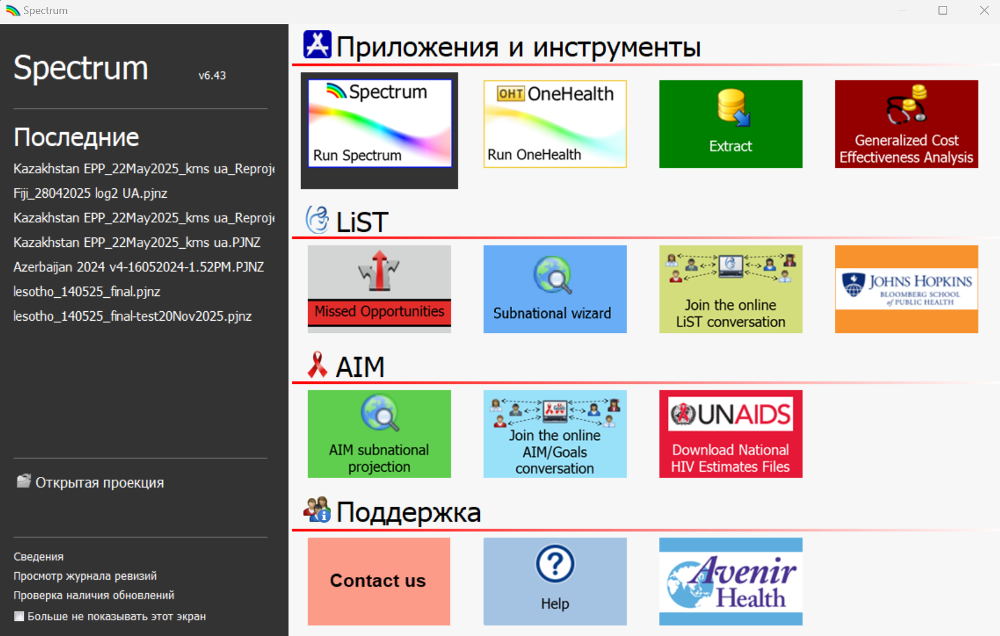 Spectrum
Spectrum v6.43
Последние
Kazakhstan EPP_22May2025_kms ua_Reproje
Fiji_28042025 log2 UA.pjnz
Kazakhstan EPP_22May2025_kms ua_Reproje
Kazakhstan EPP_22May2025_kms ua.PJNZ
Azerbaijan 2024 v4-16052024-1.52PM.PJNZ
lesotho_140525_final.pjnz
lesotho_140525_final-test20Nov2025.pjnz
Открытая проекция
Сведения
Просмотр журнала ревизий
Проверка наличия обновлений
Больше не показывать этот экран
Приложения и инструменты
Spectrum
Run Spectrum
OHT OneHealth
Run OneHealth
Extract
Generalized Cost
Effectiveness Analysis
LiST
Missed Opportunities
Subnational wizard
Join the online
LiST conversation
JOHNS HOPKINS
BLOOMBERG SCHOOL
of PUBLIC HEALTH
AIM
AIM subnational
projection
Goals
Join the online
AIM/Goals
conversation
UNAIDS
Download National
HIV Estimates Files
Поддержка
Contact us
Help
Avenir
Health